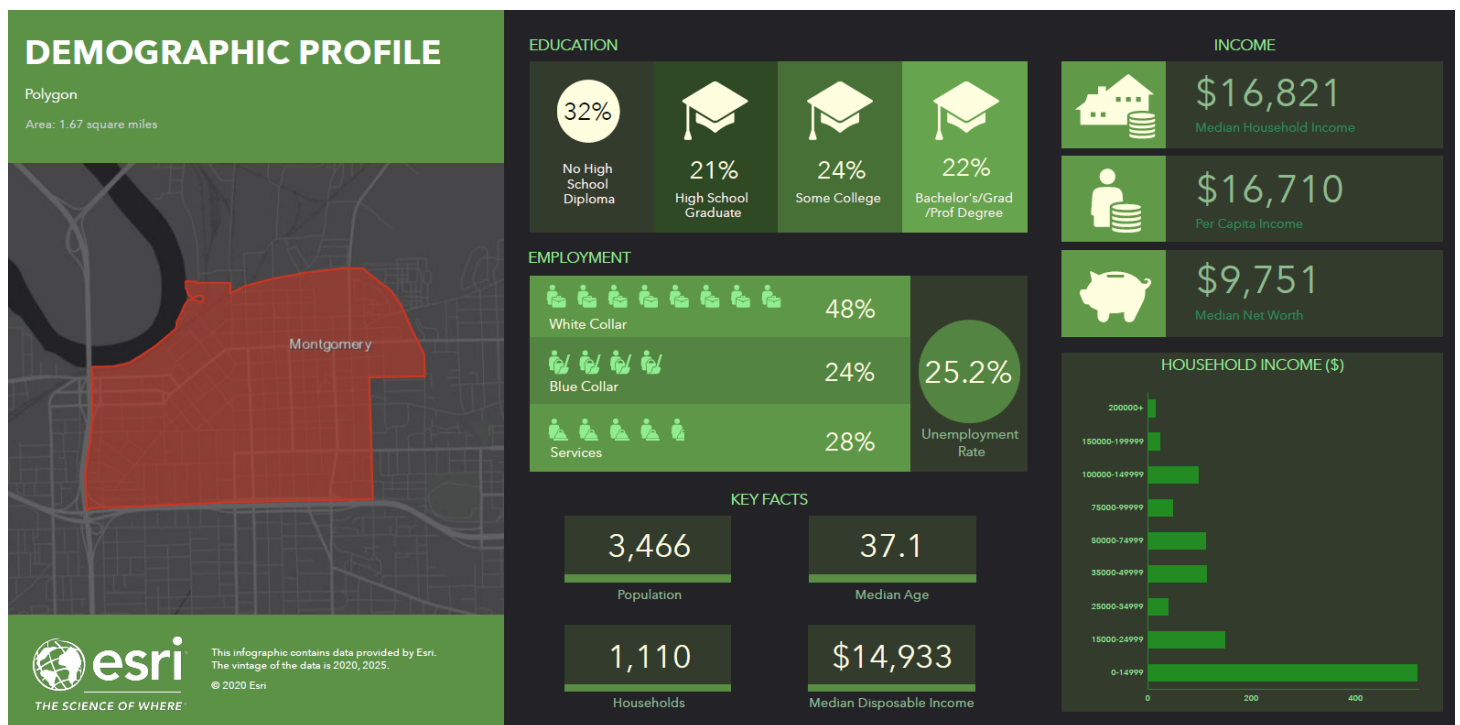 DEMOGRAPHIC PROFILE
Polygon
Area: 1.67 square miles
Montgomery
esri
THE SCIENCE OF WHERE®
This infographic contains data provided by Esri.
The vintage of the data is 2020, 2025.
© 2020 Esri
EDUCATION
32%
No High
School
Diploma
21%
High School
Graduate
24%
Some College
22%
Bachelor's/Grad
/Prof Degree
EMPLOYMENT
White Collar
48%
Blue Collar
24%
Services
28%
25.2%
Unemployment
Rate
KEY FACTS
3,466
Population
37.1
Median Age
1,110
Households
$14,933
Median Disposable Income
INCOME
$16,821
Median Household Income
$16,710
Per Capita Income
$9,751
Median Net Worth
HOUSEHOLD INCOME ($)
200000+
150000-199999
100000-149999
75000-99999
50000-74999
35000-49999
25000-34999
15000-24999
0-14999
0 200 400